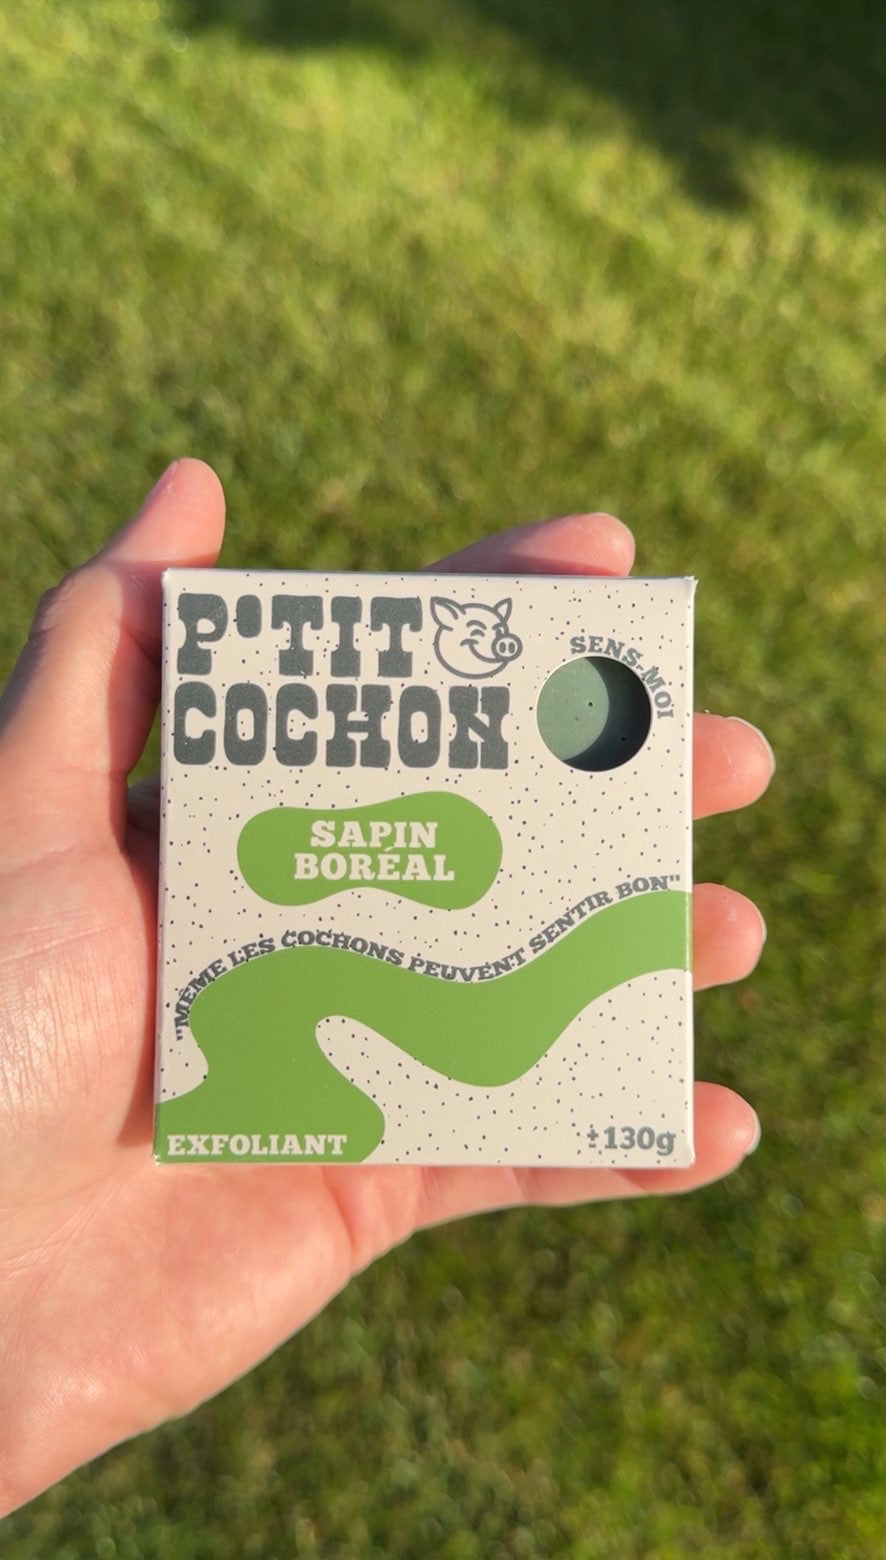 P'TIT
COCHON
SENS-MOI
SAPIN
BORÉAL
"MÊME LES COCHONS PEUVENT SENTIR BON"
EXFOLIANT
±130g